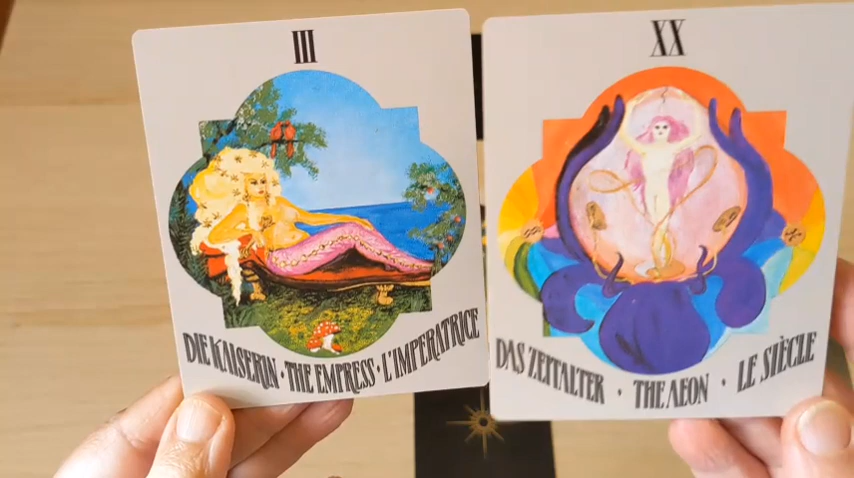 III
DIE KAISERIN · THE EMPRESS · L'IMPERATRICE
XX
DAS ZEITALTER · THE AEON · LE SIÈCLE